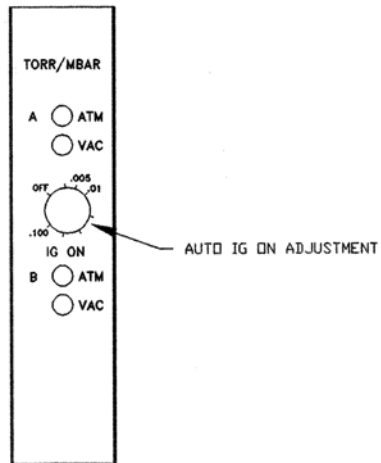 TORR/MBAR
A ATM
VAC
OFF .005 .01
.100
IG ON
AUTO IG ON ADJUSTMENT
B ATM
VAC